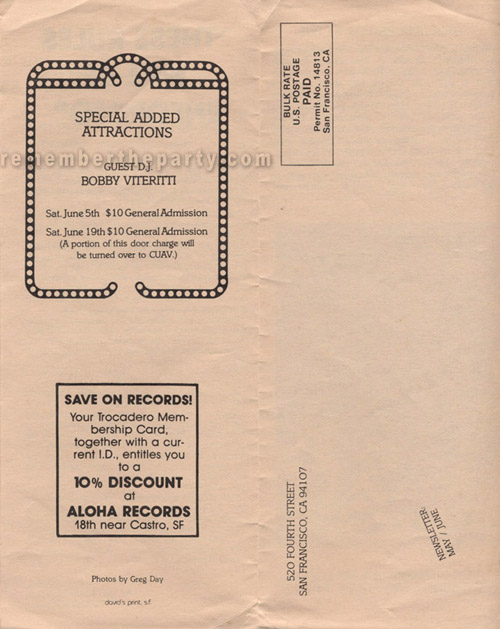 SPECIAL ADDED
ATTRACTIONS
remembertheparty.com
GUEST D.J.
BOBBY VITERITTI
Sat. June 5th $10 General Admission
Sat. June 19th $10 General Admission
(A portion of this door charge will
be turned over to CUAV.)
SAVE ON RECORDS!
Your Trocadero Mem-
bership Card,
together with a cur-
rent I.D., entitles you
to a
10% DISCOUNT
at
ALOHA RECORDS
18th near Castro, SF
Photos by Greg Day
david's print, s.f.
BULK RATE
U.S. POSTAGE
PAID
Permit No. 14813
San Francisco, CA
520 FOURTH STREET
SAN FRANCISCO, CA 94107
NEWSLETTER:
MAY / JUNE